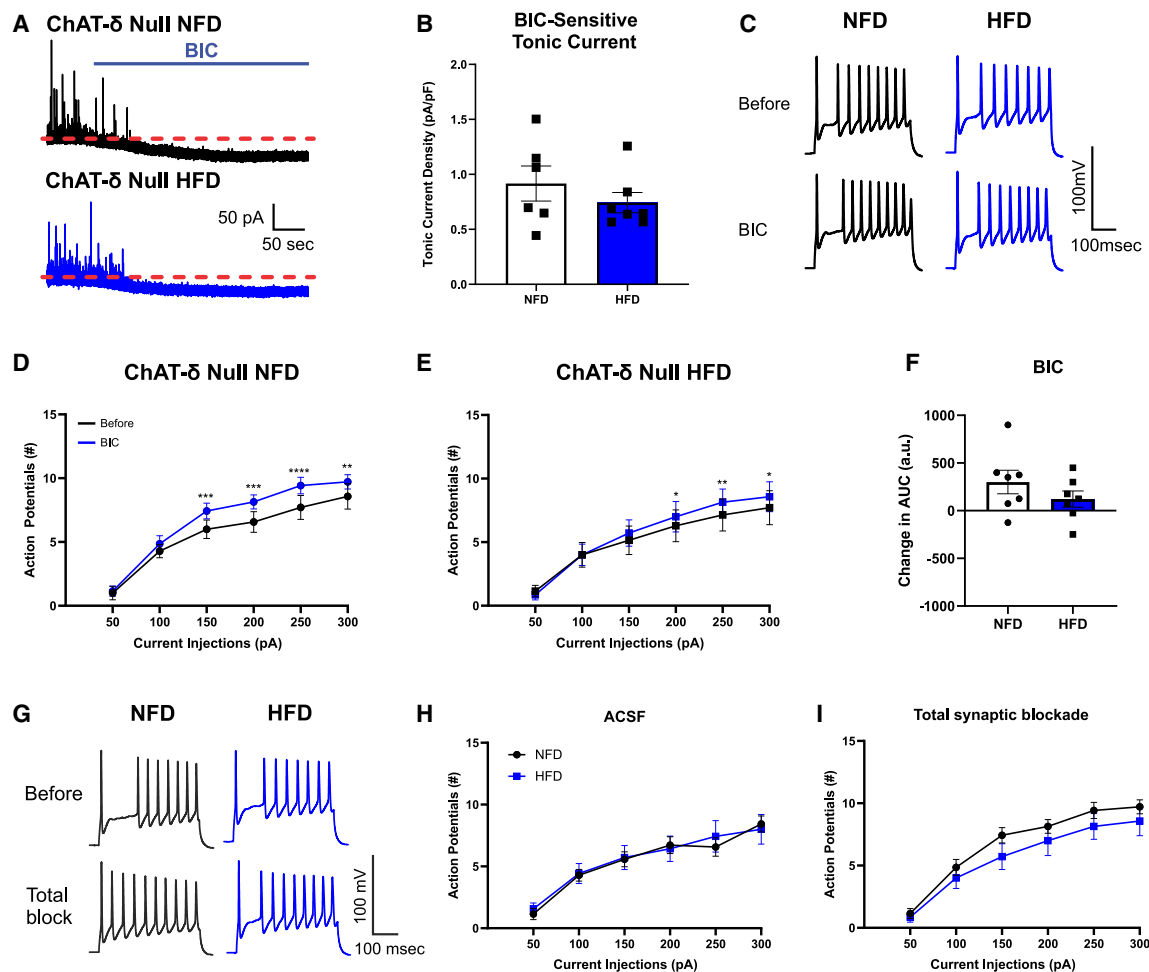 A
ChAT-δ Null NFD
BIC
ChAT-δ Null HFD
50 pA
50 sec
B
BIC-Sensitive
Tonic Current
Tonic Current Density (pA/pF)
2.0
1.5
1.0
0.5
0.0
NFD
HFD
C
NFD
HFD
Before
BIC
100mV
100msec
D
ChAT-δ Null NFD
Before
BIC
Action Potentials (#)
15
10
5
0
***
***
****
**
50
100
150
200
250
300
Current Injections (pA)
E
ChAT-δ Null HFD
Action Potentials (#)
15
10
5
0
*
**
*
50
100
150
200
250
300
Current Injections (pA)
F
BIC
Change in AUC (a.u.)
1000
500
0
-500
-1000
NFD
HFD
G
NFD
HFD
Before
Total
block
100 mV
100 msec
H
ACSF
NFD
HFD
Action Potentials (#)
15
10
5
0
50
100
150
200
250
300
Current Injections (pA)
I
Total synaptic blockade
Action Potentials (#)
15
10
5
0
50
100
150
200
250
300
Current Injections (pA)